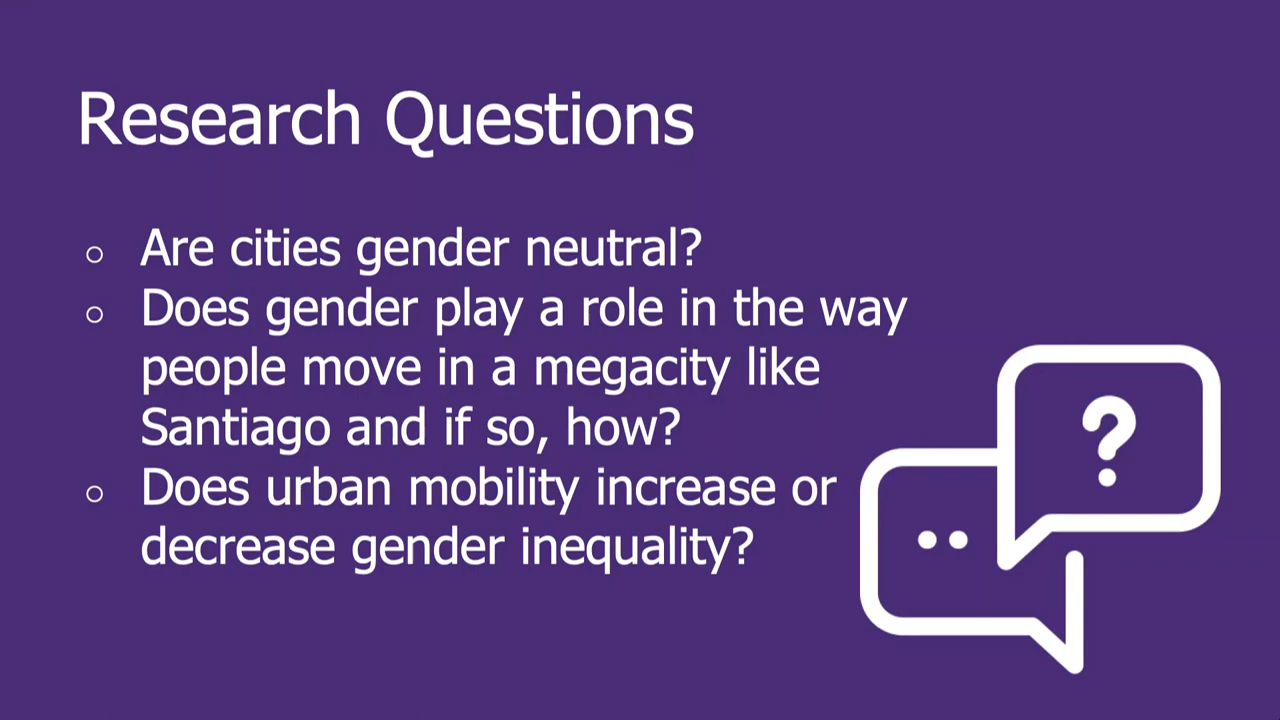 Research Questions
Are cities gender neutral?
Does gender play a role in the way
people move in a megacity like
Santiago and if so, how?
Does urban mobility increase or
decrease gender inequality?
?